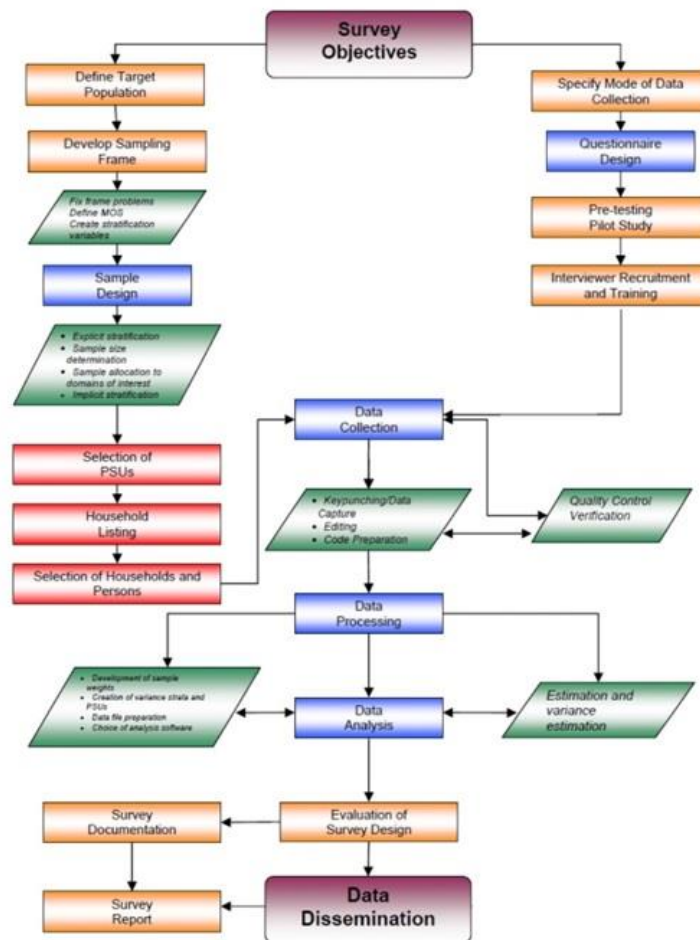 Survey
Objectives
Define Target
Population
Specify Mode of Data
Collection
Develop Sampling
Frame
Questionnaire
Design
Fix frame problems
Define MOS
Create stratification
variables
Pre-testing
Pilot Study
Sample
Design
Interviewer Recruitment
and Training
• Explicit stratification
• Sample size
determination
• Sample allocation to
domains of interest
• Implicit stratification
Data
Collection
Selection of
PSUs
• Keypunching/Data
Capture
• Editing
• Code Preparation
Quality Control
Verification
Household
Listing
Selection of Households and
Persons
Data
Processing
• Development of sample
weights
• Creation of variance strata and
PSUs
• Data file preparation
• Choice of analysis software
Data
Analysis
Estimation and
variance
estimation
Survey
Documentation
Evaluation of
Survey Design
Survey
Report
Data
Dissemination